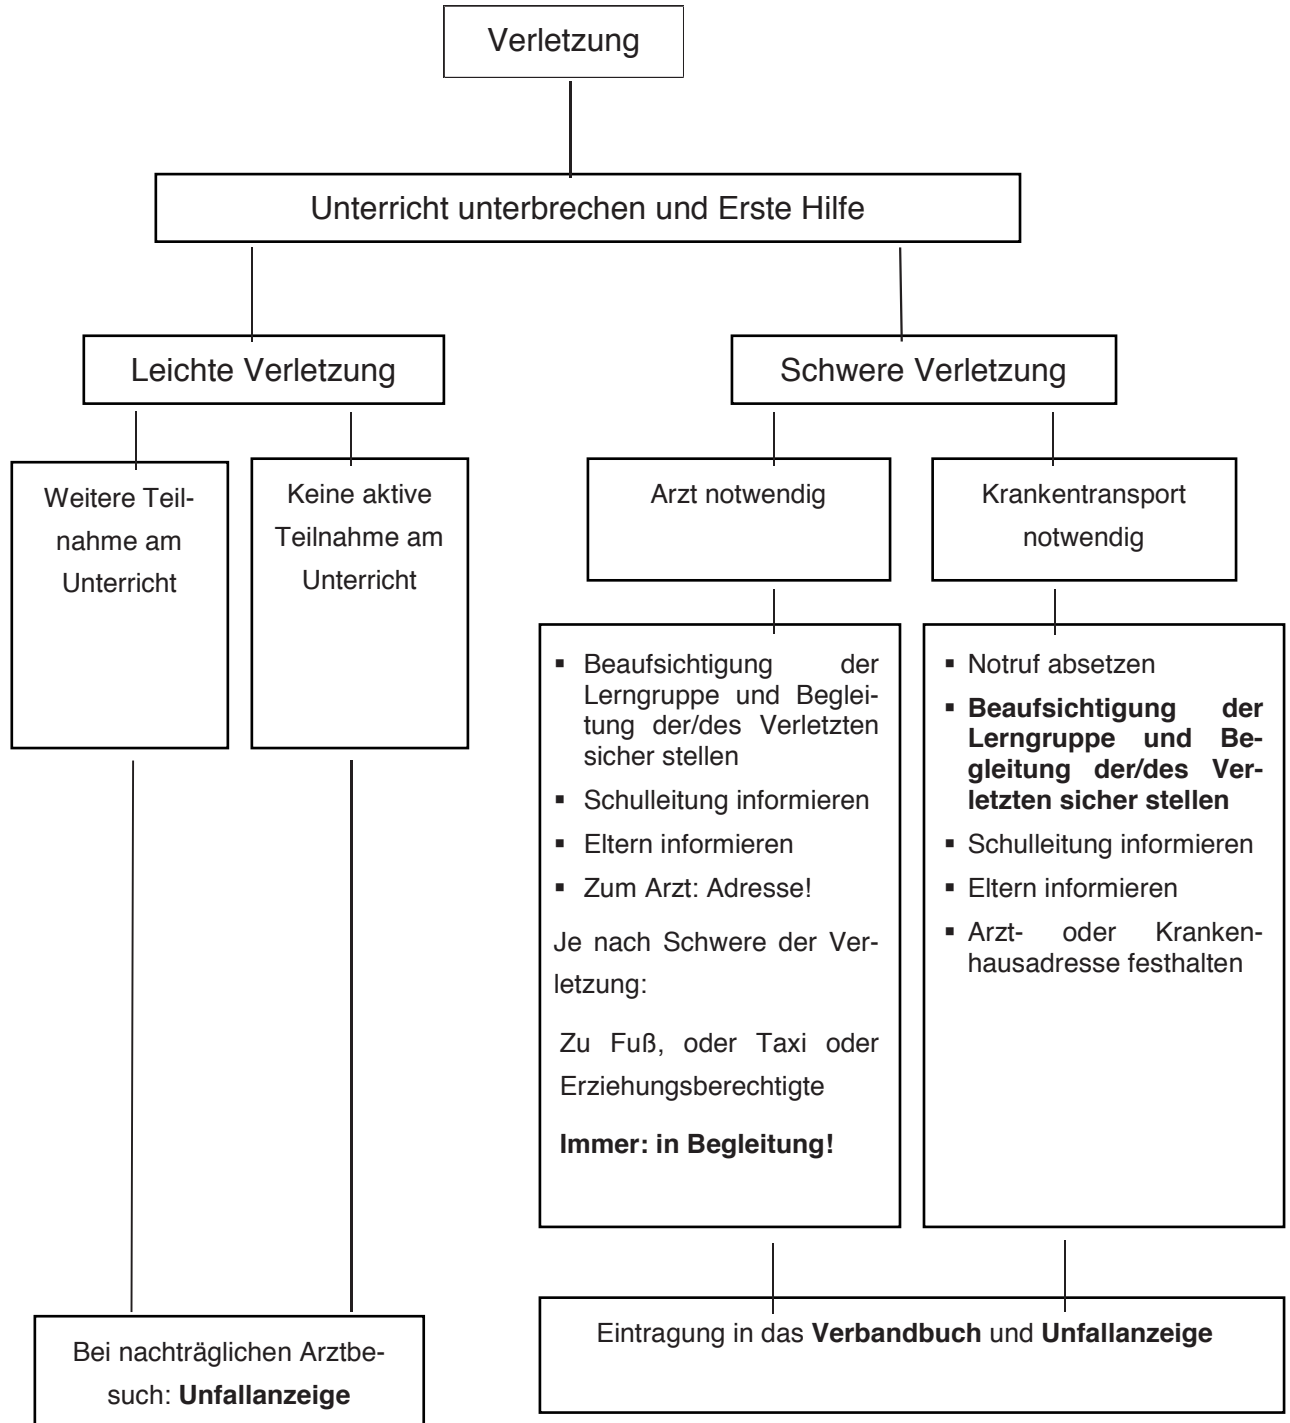 Verletzung
Unterricht unterbrechen und Erste Hilfe
Leichte Verletzung
Schwere Verletzung
Weitere Teil-
nahme am
Unterricht
Keine aktive
Teilnahme am
Unterricht
Arzt notwendig
Krankentransport
notwendig
▪ Beaufsichtigung der
Lerngruppe und Beglei-
tung der/des Verletzten
sicher stellen
▪ Schulleitung informieren
▪ Eltern informieren
▪ Zum Arzt: Adresse!
Je nach Schwere der Ver-
letzung:
Zu Fuß, oder Taxi oder
Erziehungsberechtigte
Immer: in Begleitung!
▪ Notruf absetzen
▪ Beaufsichtigung der
Lerngruppe und Be-
gleitung der/des Ver-
letzten sicher stellen
▪ Schulleitung informieren
▪ Eltern informieren
▪ Arzt- oder Kranken-
hausadresse festhalten
Bei nachträglichen Arztbe-
such: Unfallanzeige
Eintragung in das Verbandbuch und Unfallanzeige